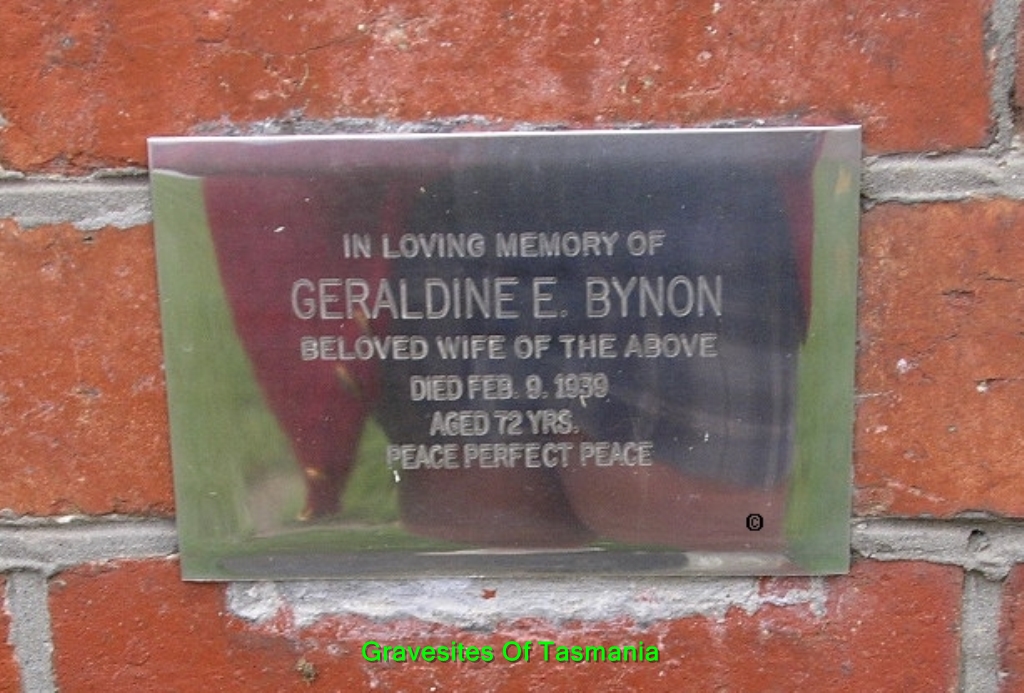 IN LOVING MEMORY OF
GERALDINE E. BYNON
BELOVED WIFE OF THE ABOVE
DIED FEB. 9. 1939
AGED 72 YRS.
PEACE PERFECT PEACE
©
Gravesites Of Tasmania